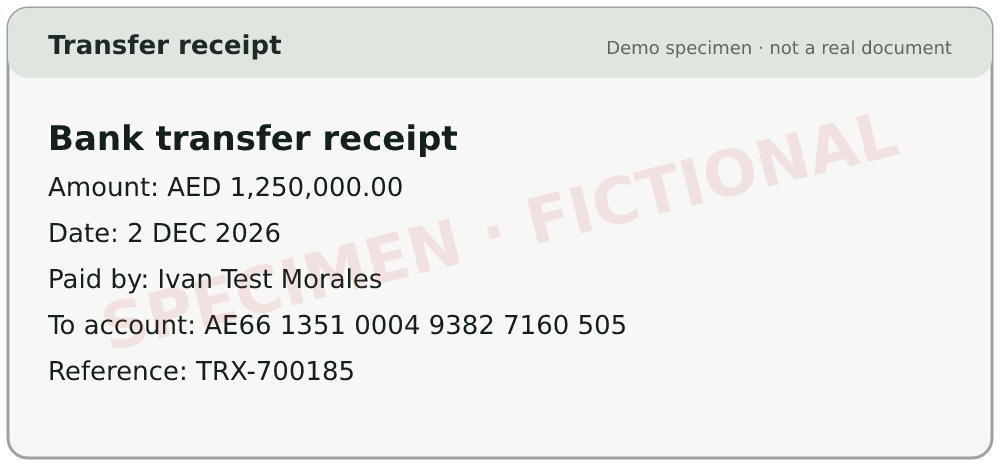 Transfer receipt
Demo specimen · not a real document
Bank transfer receipt
Amount: AED 1,250,000.00
Date: 2 DEC 2026
Paid by: Ivan Test Morales
To account: AE66 1351 0004 9382 7160 505
Reference: TRX-700185
SPECIMEN · FICTIONAL